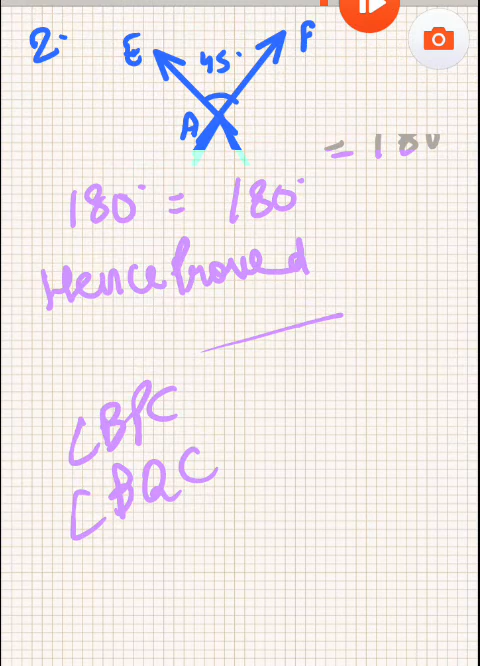 2.
E 45° F
A
= 180
180° = 180°
Hence Proved
∠BPC
∠BQC